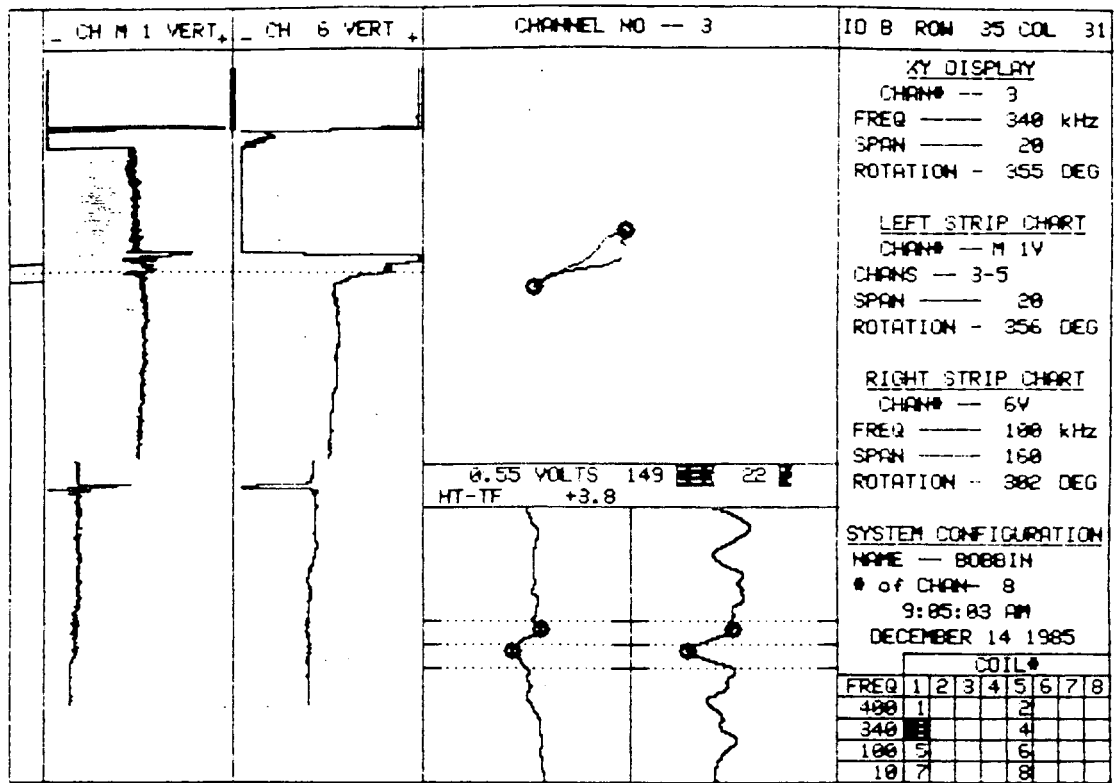 _ CH M 1 VERT +
_ CH 6 VERT +
CHANNEL NO -- 3
ID B ROW 35 COL 31
XY DISPLAY
CHAN# -- 3
FREQ ---- 340 kHz
SPAN ---- 20
ROTATION - 355 DEG
LEFT STRIP CHART
CHAN# -- M 1V
CHANS -- 3-5
SPAN ---- 20
ROTATION - 356 DEG
RIGHT STRIP CHART
CHAN# -- 6V
FREQ ---- 100 kHz
SPAN ---- 160
ROTATION - 302 DEG
0.55 VOLTS 149 DEG 22
HT-TF +3.8
SYSTEM CONFIGURATION
NAME -- BOBBIN
# of CHAN- 8
9:05:03 AM
DECEMBER 14 1985
COIL#
FREQ 1 2 3 4 5 6 7 8
400 1 2
340 3 4
100 5 6
10 7 8